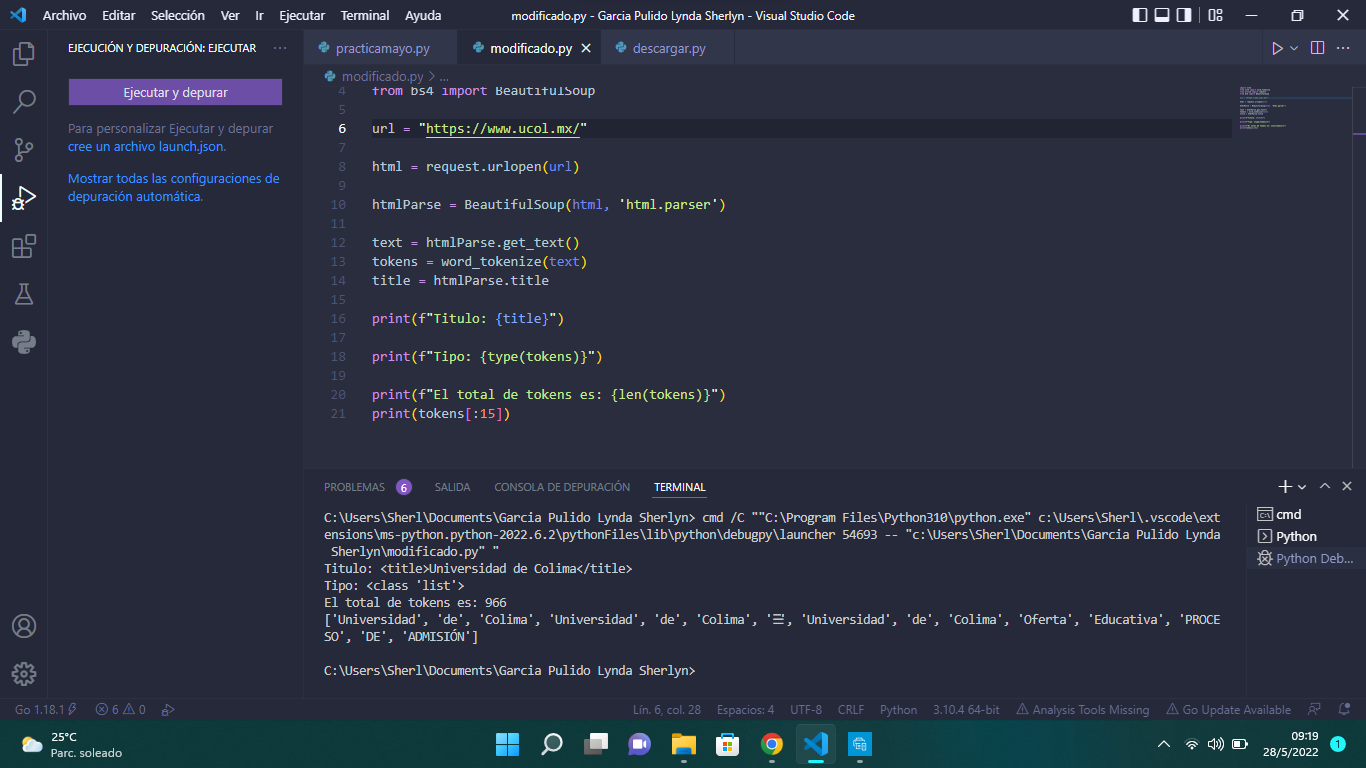 Archivo Editar Selección Ver Ir Ejecutar Terminal Ayuda
modificado.py - Garcia Pulido Lynda Sherlyn - Visual Studio Code
EJECUCIÓN Y DEPURACIÓN: EJECUTAR ...
Ejecutar y depurar
Para personalizar Ejecutar y depurar
cree un archivo launch.json.
Mostrar todas las configuraciones de
depuración automática.
practicamayo.py modificado.py descargar.py
modificado.py > ...
4 from bs4 import BeautifulSoup
5
6 url = "https://www.ucol.mx/"
7
8 html = request.urlopen(url)
9
10 htmlParse = BeautifulSoup(html, 'html.parser')
11
12 text = htmlParse.get_text()
13 tokens = word_tokenize(text)
14 title = htmlParse.title
15
16 print(f"Titulo: {title}")
17
18 print(f"Tipo: {type(tokens)}")
19
20 print(f"El total de tokens es: {len(tokens)}")
21 print(tokens[:15])
PROBLEMAS 6 SALIDA CONSOLA DE DEPURACIÓN TERMINAL
C:\Users\Sherl\Documents\Garcia Pulido Lynda Sherlyn> cmd /C ""C:\Program Files\Python310\python.exe" c:\Users\Sherl\.vscode\ext
ensions\ms-python.python-2022.6.2\pythonFiles\lib\python\debugpy\launcher 54693 -- "c:\Users\Sherl\Documents\Garcia Pulido Lynda
Sherlyn\modificado.py" "
Titulo: <title>Universidad de Colima</title>
Tipo: <class 'list'>
El total de tokens es: 966
['Universidad', 'de', 'Colima', 'Universidad', 'de', 'Colima', '☰', 'Universidad', 'de', 'Colima', 'Oferta', 'Educativa', 'PROCE
SO', 'DE', 'ADMISIÓN']
C:\Users\Sherl\Documents\Garcia Pulido Lynda Sherlyn>
cmd
Python
Python Deb...
Go 1.18.1 6 0 Lín. 6, col. 28 Espacios: 4 UTF-8 CRLF Python 3.10.4 64-bit Analysis Tools Missing Go Update Available
25°C
Parc. soleado
09:19
28/5/2022
1